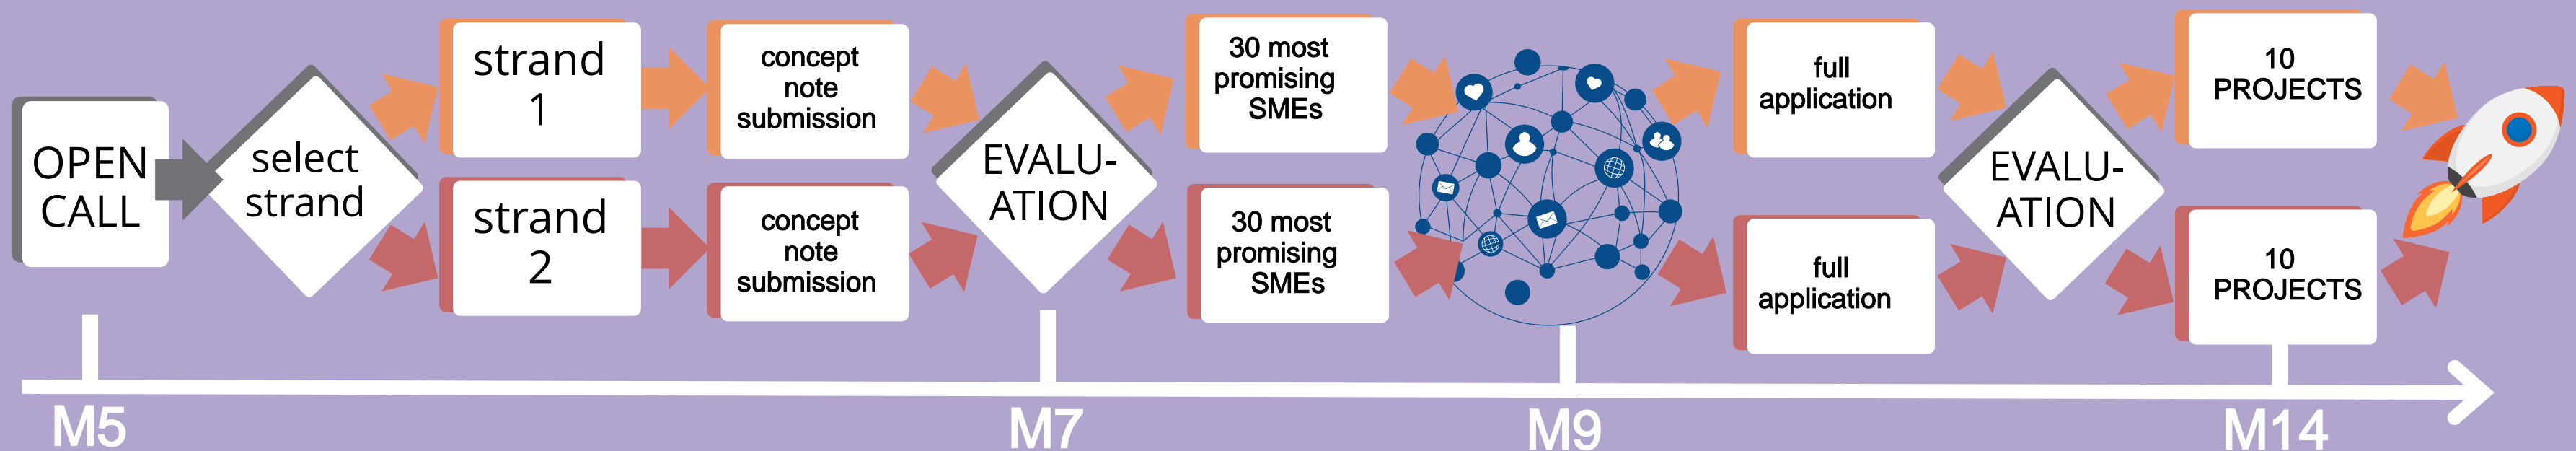 OPEN
CALL
select
strand
strand
1
concept
note
submission
strand
2
concept
note
submission
EVALU-
ATION
30 most
promising
SMEs
30 most
promising
SMEs
full
application
full
application
EVALU-
ATION
10
PROJECTS
10
PROJECTS
M5
M7
M9
M14